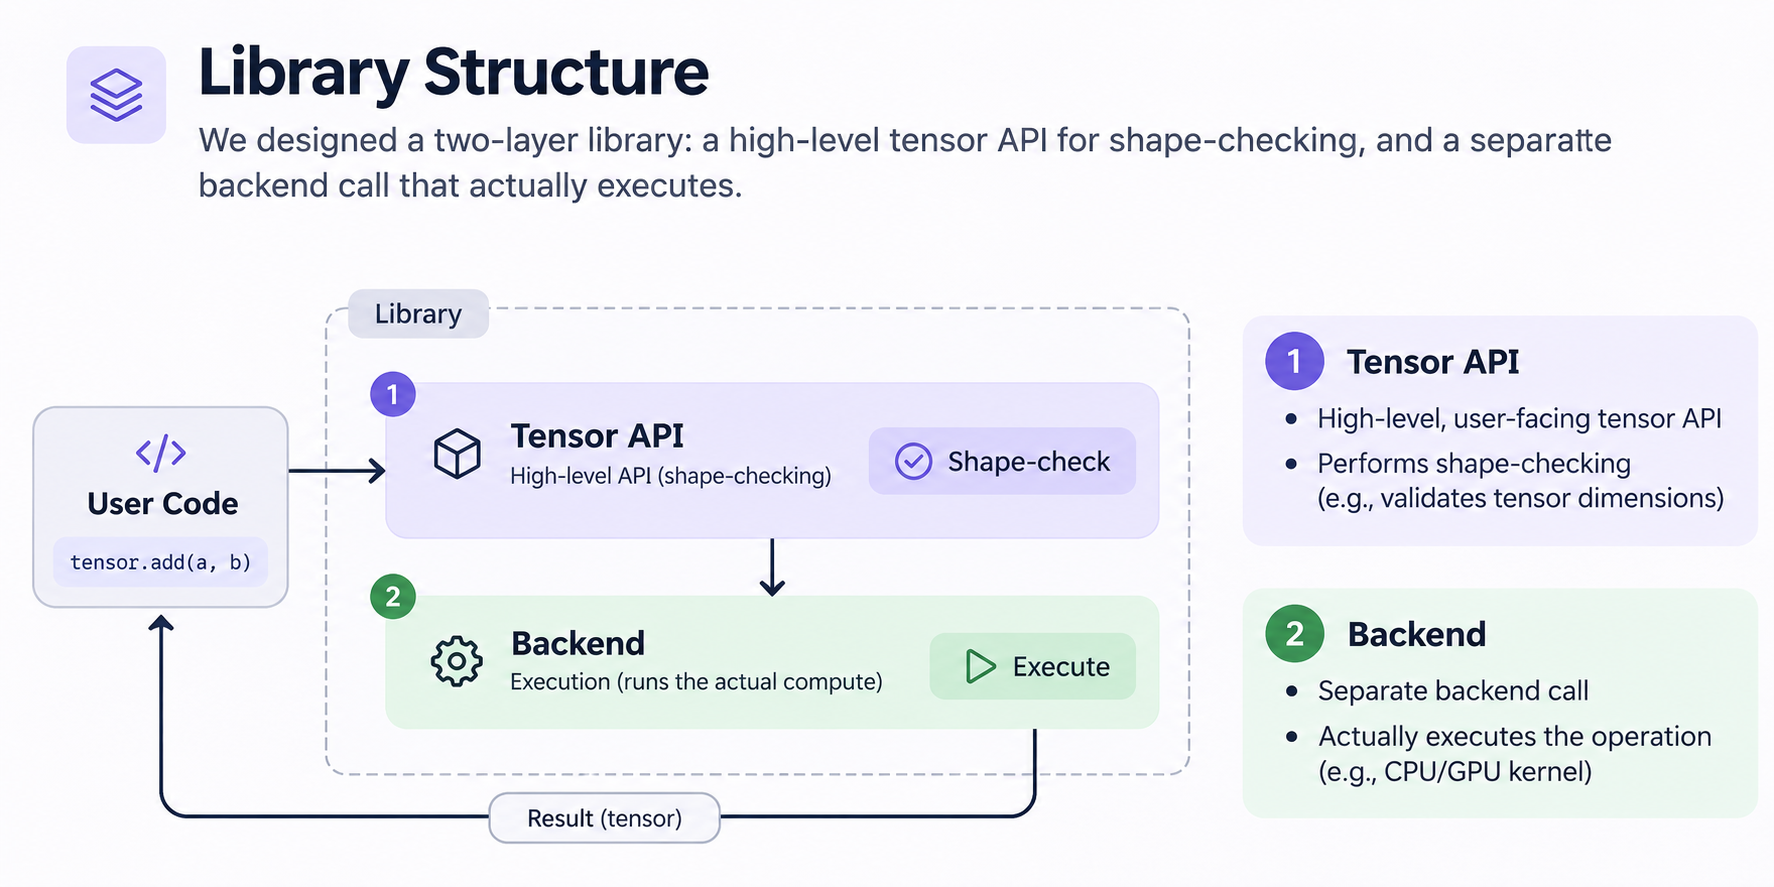 Library Structure
We designed a two-layer library: a high-level tensor API for shape-checking, and a separatte
backend call that actually executes.
Library
1
Tensor API
High-level API (shape-checking)
Shape-check
User Code
tensor.add(a, b)
2
Backend
Execution (runs the actual compute)
Execute
Result (tensor)
1 Tensor API
• High-level, user-facing tensor API
• Performs shape-checking
(e.g., validates tensor dimensions)
2 Backend
• Separate backend call
• Actually executes the operation
(e.g., CPU/GPU kernel)